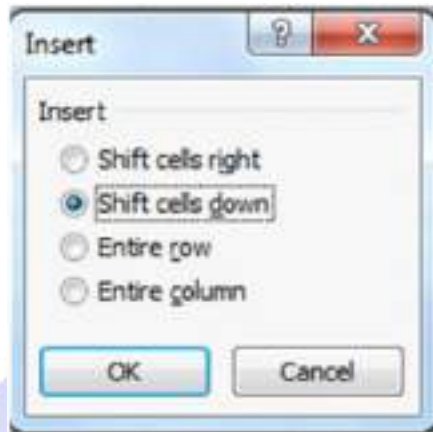 Insert
Insert
Shift cells right
Shift cells down
Entire row
Entire column
OK
Cancel